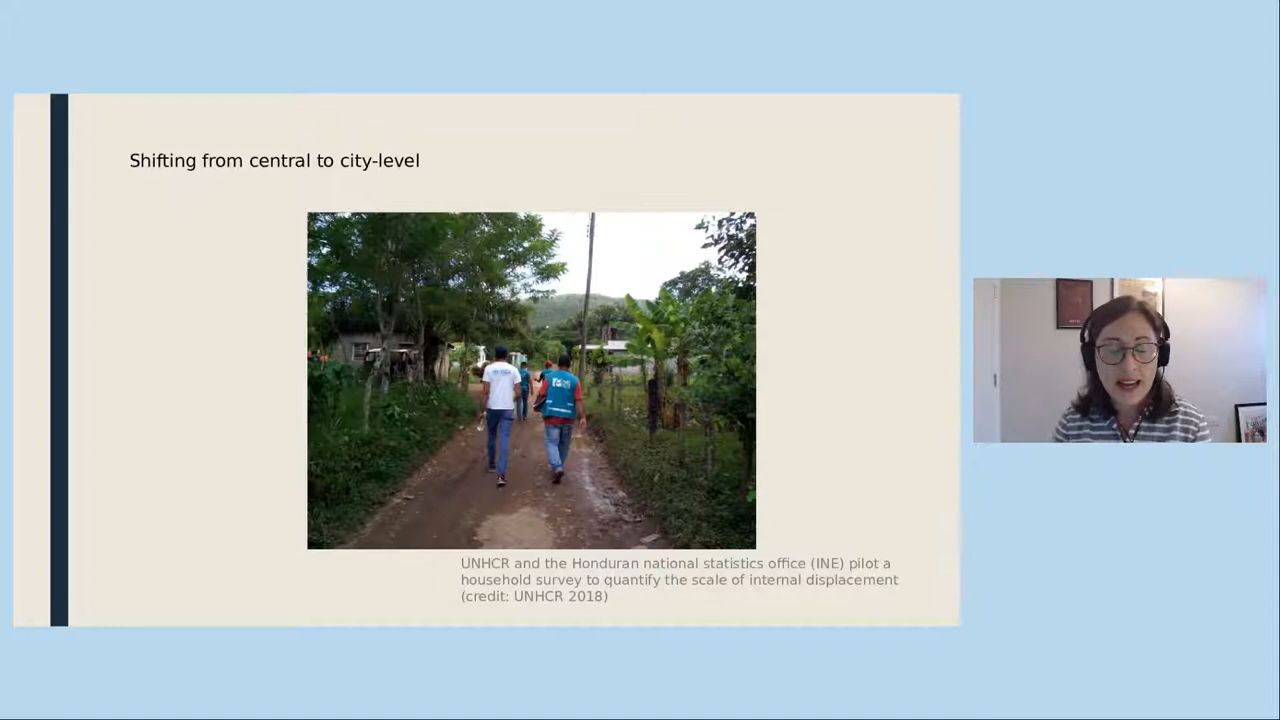 Shifting from central to city-level
UNHCR and the Honduran national statistics office (INE) pilot a
household survey to quantify the scale of internal displacement
(credit: UNHCR 2018)